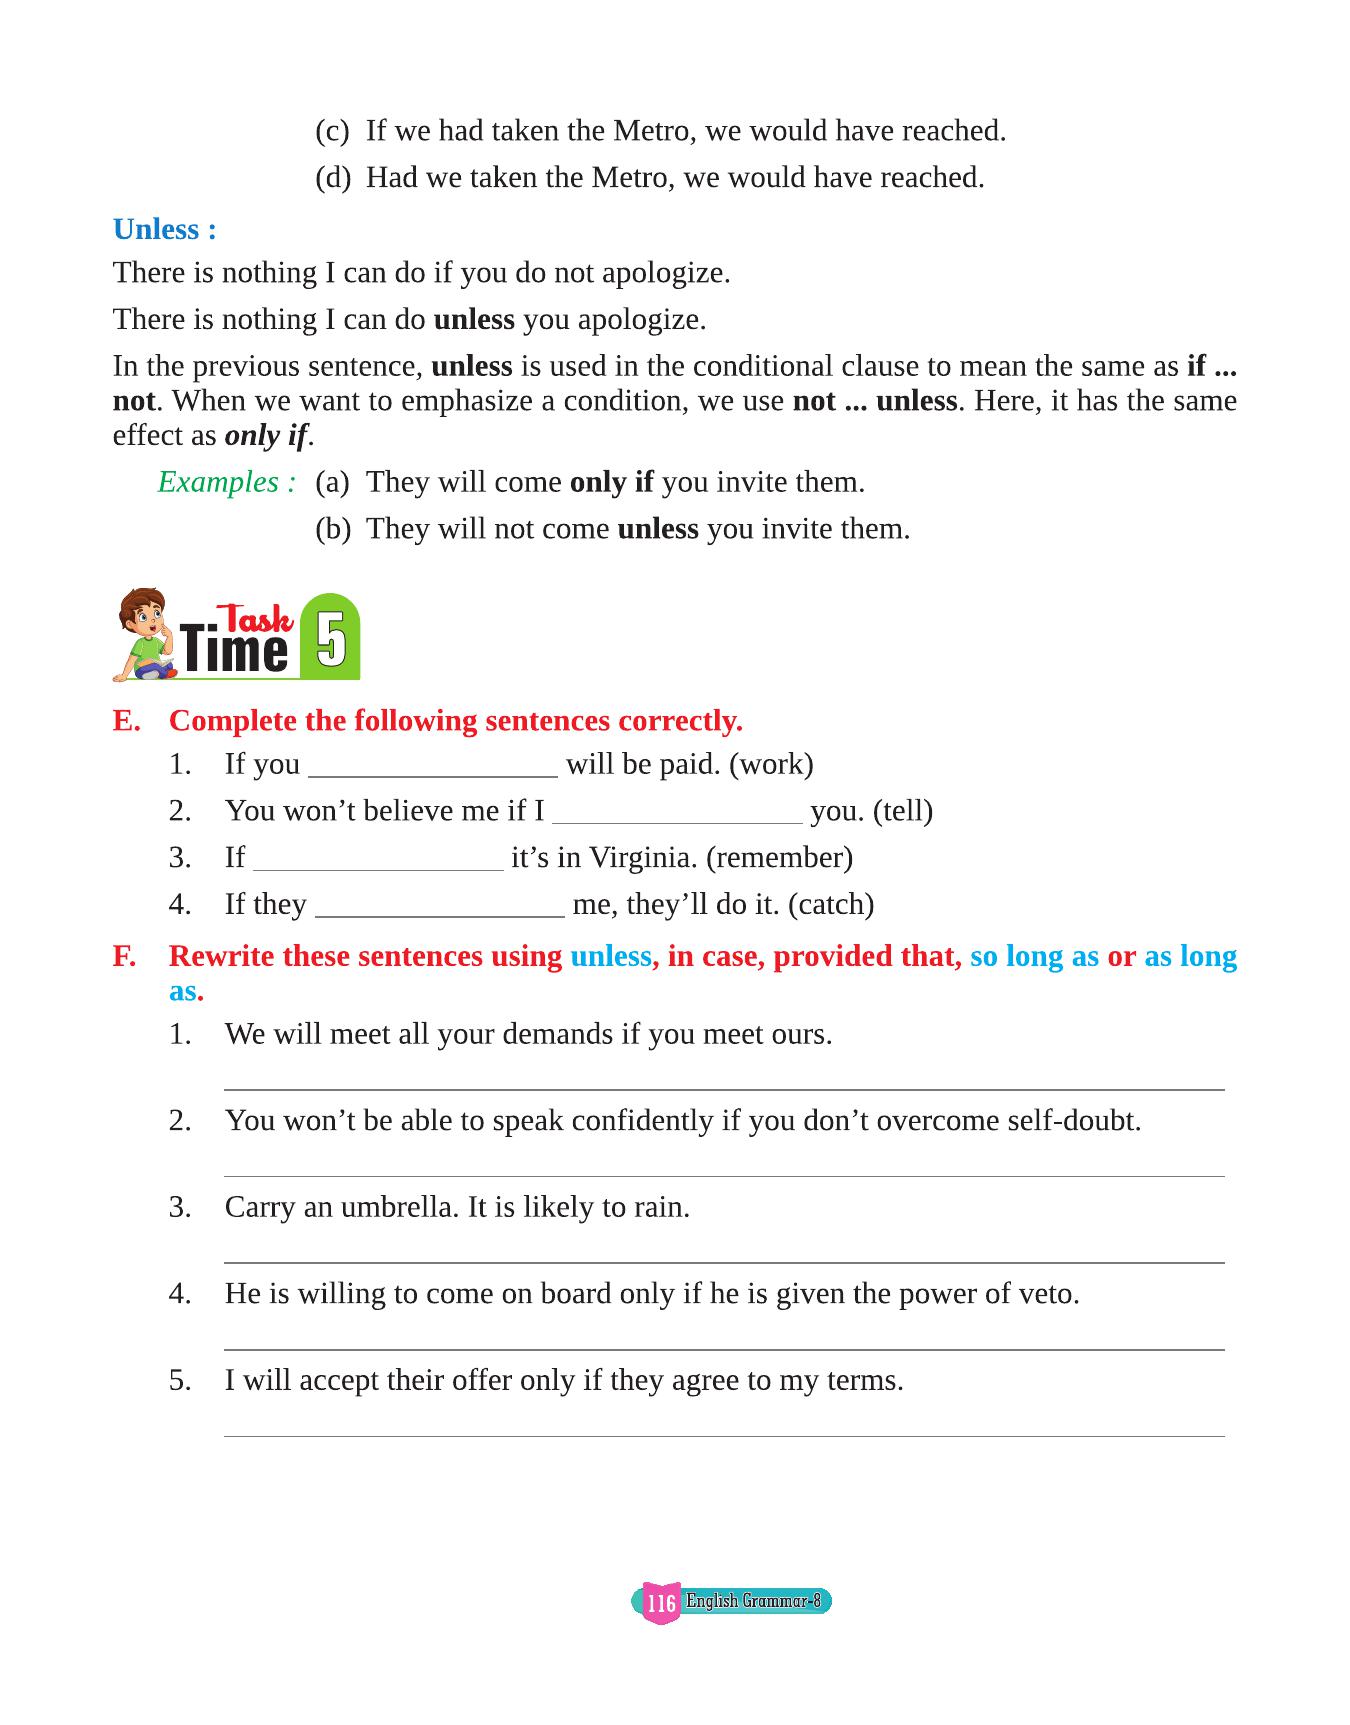 (c) If we had taken the Metro, we would have reached.
(d) Had we taken the Metro, we would have reached.
Unless :
There is nothing I can do if you do not apologize.
There is nothing I can do unless you apologize.
In the previous sentence, unless is used in the conditional clause to mean the same as if ...
not. When we want to emphasize a condition, we use not ... unless. Here, it has the same
effect as only if.
Examples : (a) They will come only if you invite them.
(b) They will not come unless you invite them.
Task
Time 5
E. Complete the following sentences correctly.
1. If you ________________ will be paid. (work)
2. You won’t believe me if I ________________ you. (tell)
3. If ________________ it’s in Virginia. (remember)
4. If they ________________ me, they’ll do it. (catch)
F. Rewrite these sentences using unless, in case, provided that, so long as or as long
as.
1. We will meet all your demands if you meet ours.
2. You won’t be able to speak confidently if you don’t overcome self-doubt.
3. Carry an umbrella. It is likely to rain.
4. He is willing to come on board only if he is given the power of veto.
5. I will accept their offer only if they agree to my terms.
116 English Grammar-8